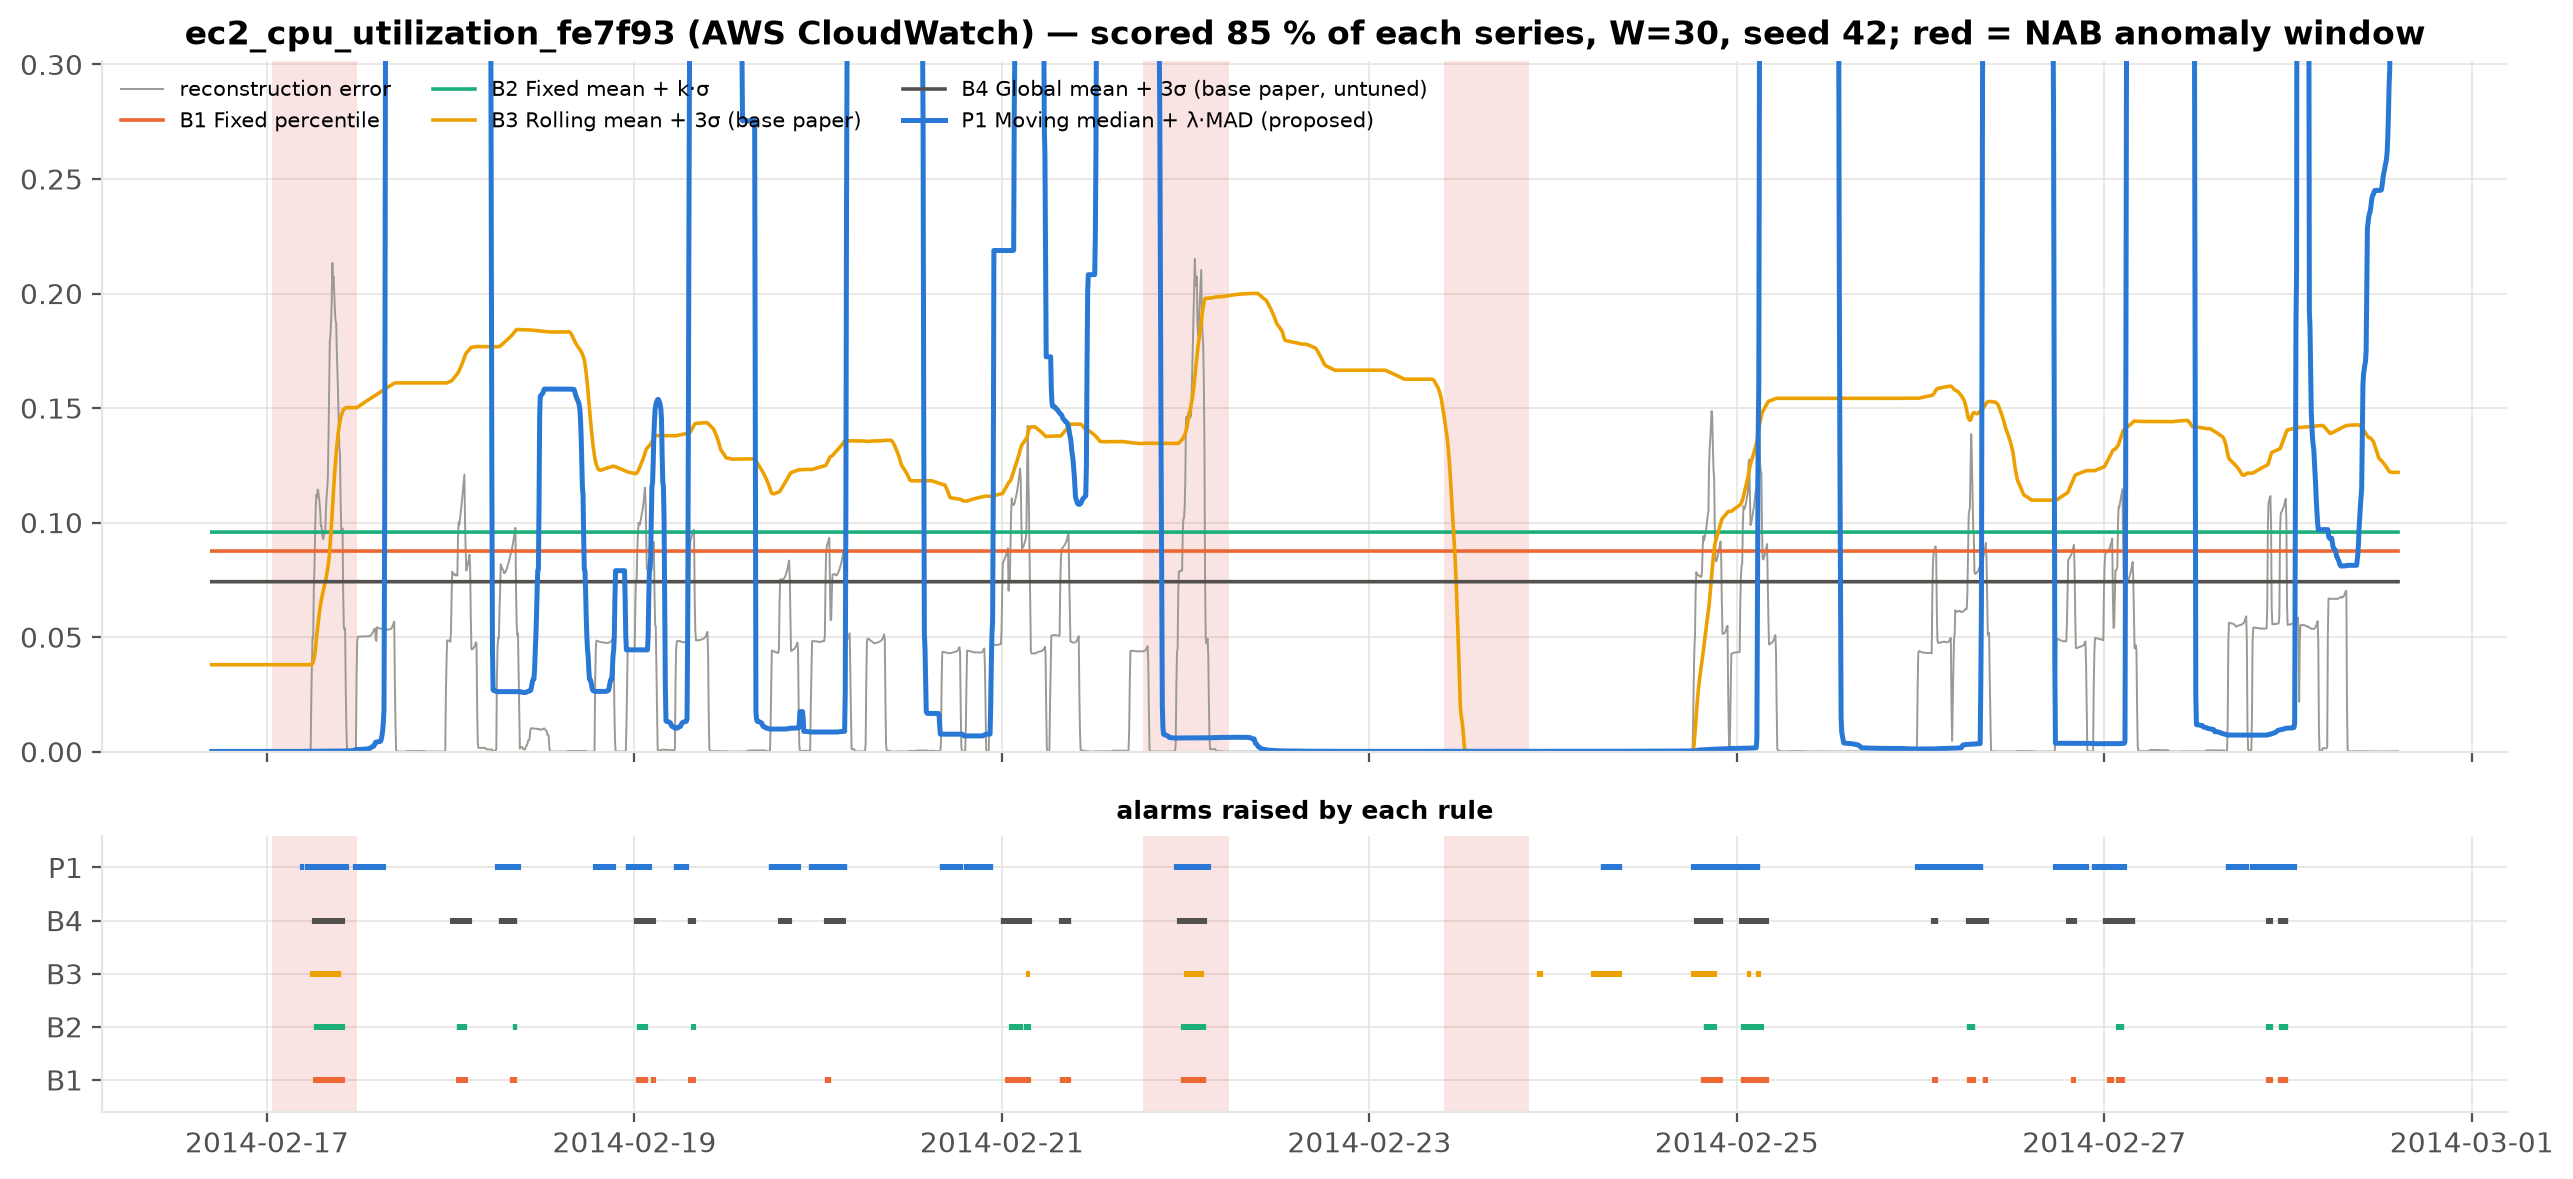 ec2_cpu_utilization_fe7f93 (AWS CloudWatch) — scored 85 % of each series, W=30, seed 42; red = NAB anomaly window
reconstruction error
B1 Fixed percentile
B2 Fixed mean + k·σ
B3 Rolling mean + 3σ (base paper)
B4 Global mean + 3σ (base paper, untuned)
P1 Moving median + λ·MAD (proposed)
0.30
0.25
0.20
0.15
0.10
0.05
0.00
alarms raised by each rule
P1
B4
B3
B2
B1
2014-02-17
2014-02-19
2014-02-21
2014-02-23
2014-02-25
2014-02-27
2014-03-01